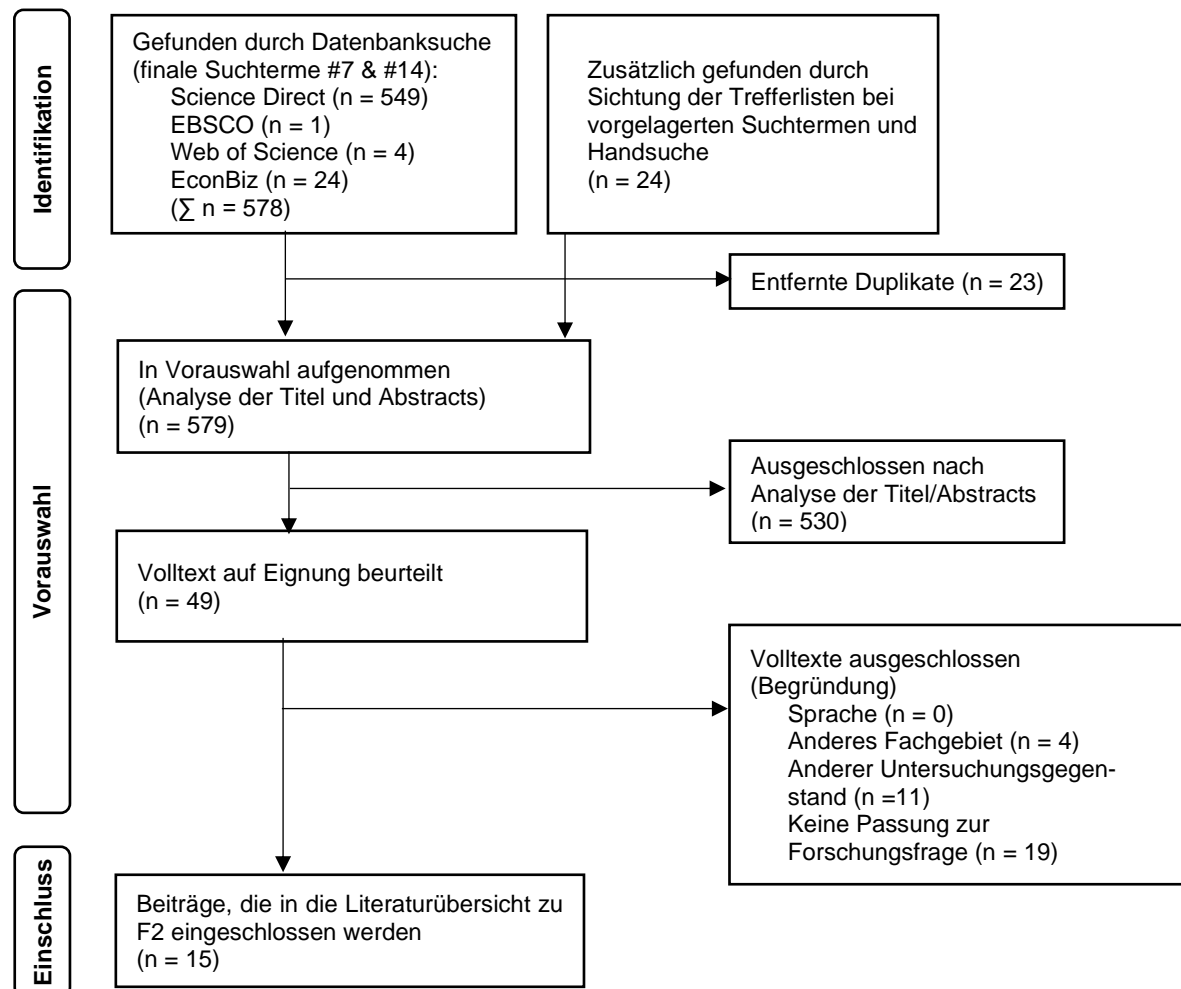 Identifikation
Gefunden durch Datenbanksuche
(finale Suchterme #7 & #14):
Science Direct (n = 549)
EBSCO (n = 1)
Web of Science (n = 4)
EconBiz (n = 24)
(∑ n = 578)
Zusätzlich gefunden durch
Sichtung der Trefferlisten bei
vorgelagerten Suchtermen und
Handsuche
(n = 24)
Entfernte Duplikate (n = 23)
Vorauswahl
In Vorauswahl aufgenommen
(Analyse der Titel und Abstracts)
(n = 579)
Ausgeschlossen nach
Analyse der Titel/Abstracts
(n = 530)
Volltext auf Eignung beurteilt
(n = 49)
Volltexte ausgeschlossen
(Begründung)
Sprache (n = 0)
Anderes Fachgebiet (n = 4)
Anderer Untersuchungsgegen-
stand (n =11)
Keine Passung zur
Forschungsfrage (n = 19)
Einschluss
Beiträge, die in die Literaturübersicht zu
F2 eingeschlossen werden
(n = 15)